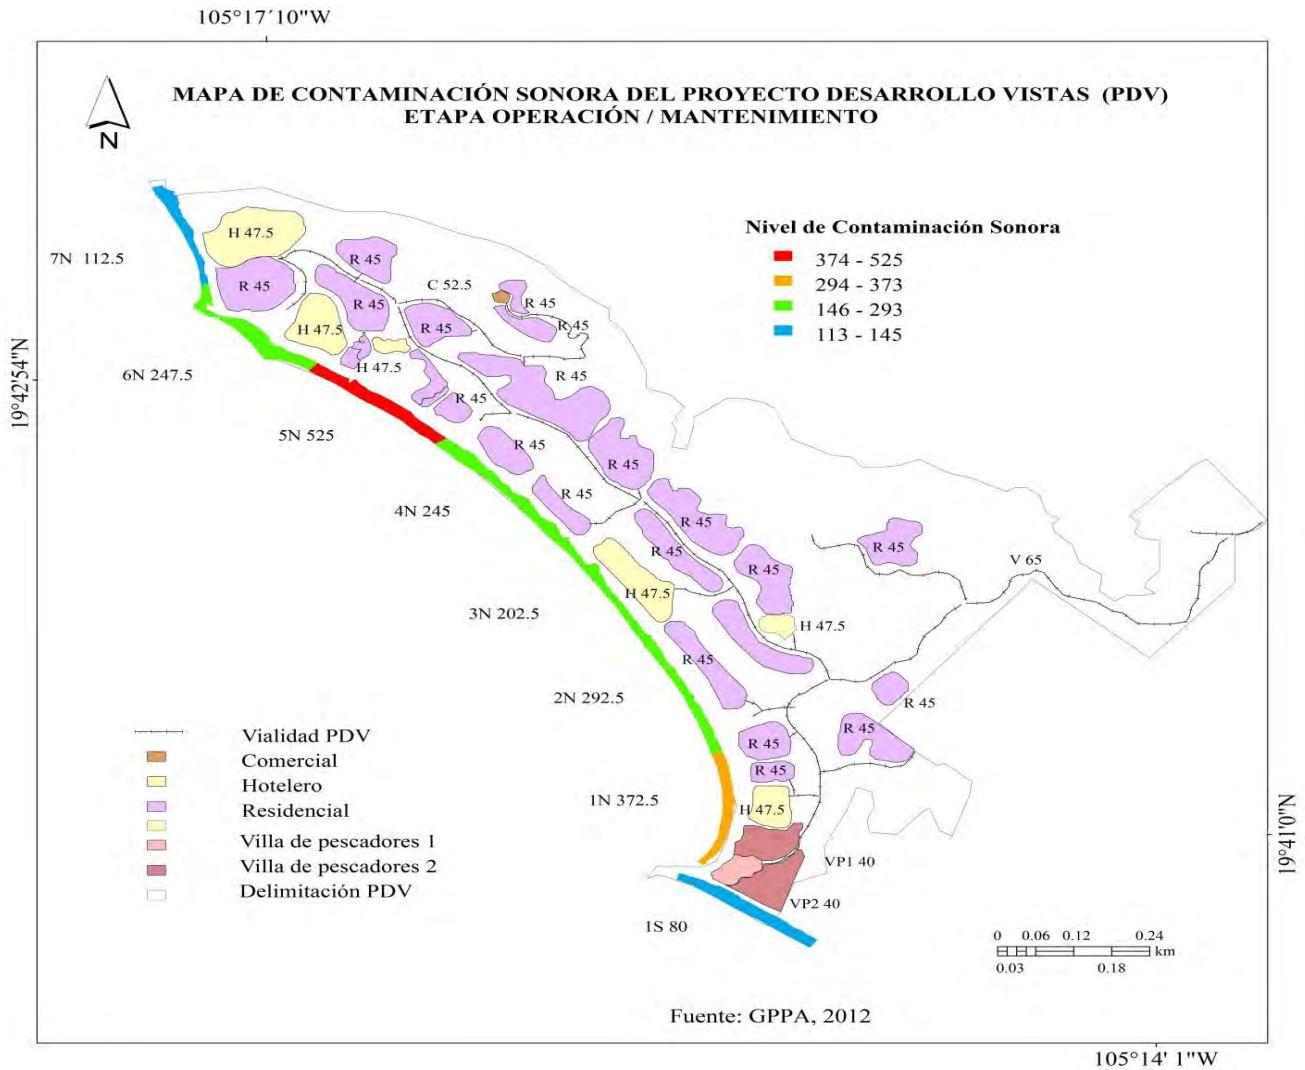 105°17´10"W
MAPA DE CONTAMINACIÓN SONORA DEL PROYECTO DESARROLLO VISTAS (PDV)
ETAPA OPERACIÓN / MANTENIMIENTO
N
Nivel de Contaminación Sonora
374 - 525
294 - 373
146 - 293
113 - 145
7N 112.5
H 47.5
R 45
R 45
R 45
C 52.5
R 45
R 45
R 45
H 47.5
H 47.5
19°42'54"N
6N 247.5
R 45
R 45
5N 525
R 45
R 45
4N 245
R 45
R 45
R 45
R 45
R 45
V 65
3N 202.5
H 47.5
H 47.5
R 45
2N 292.5
R 45
R 45
R 45
R 45
1N 372.5
H 47.5
VP1 40
VP2 40
1S 80
19°41'0"N
Vialidad PDV
Comercial
Hotelero
Residencial
Villa de pescadores 1
Villa de pescadores 2
Delimitación PDV
0 0.06 0.12 0.24
km
0.03 0.18
Fuente: GPPA, 2012
105°14' 1"W